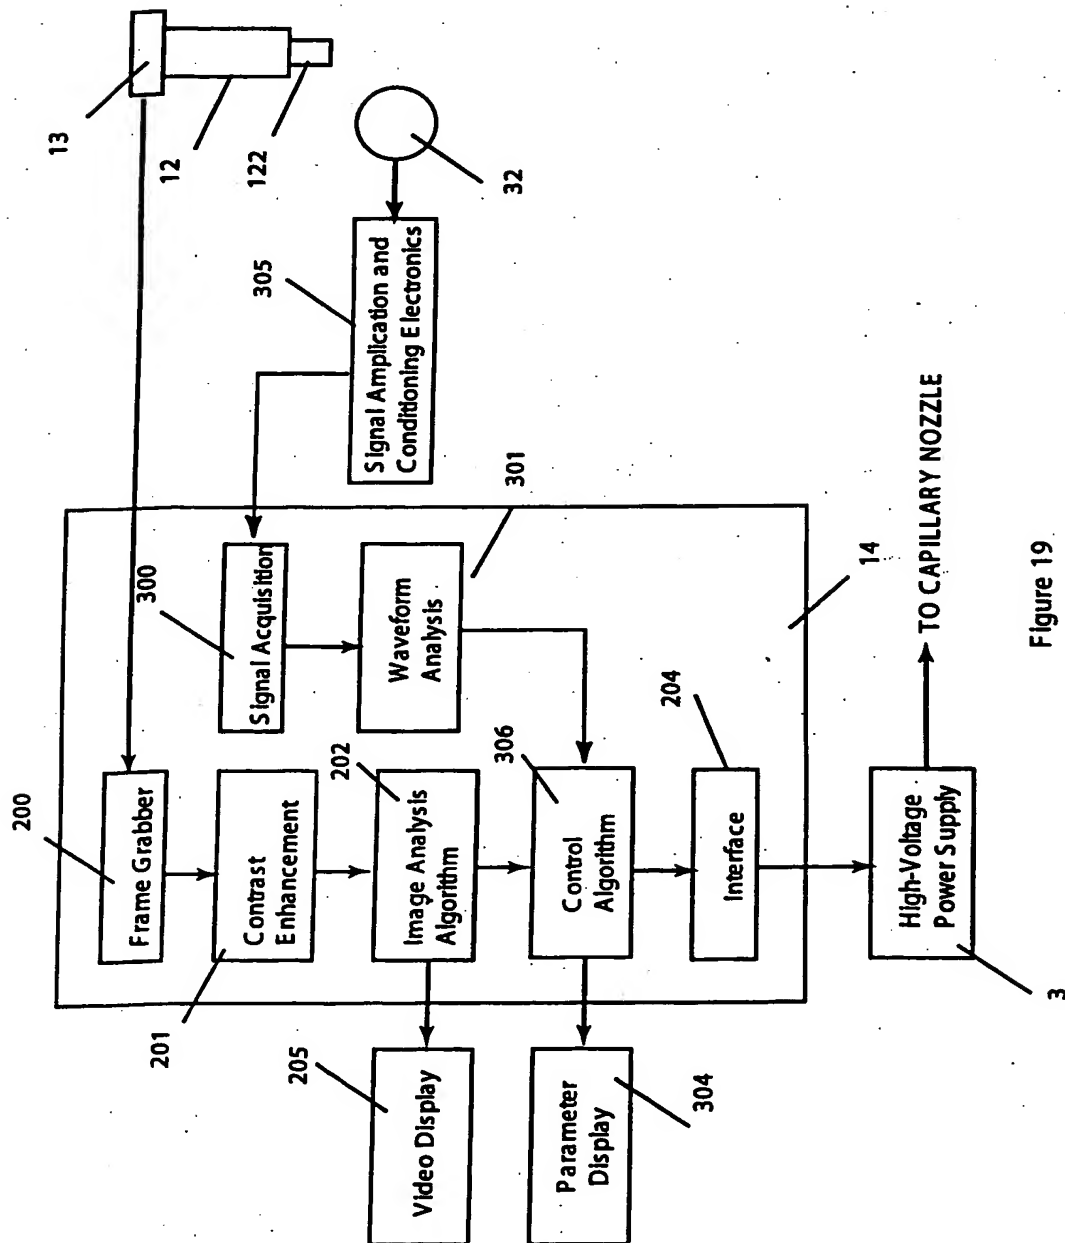 13
200
Frame Grabber
12
300
201
Contrast
Enhancement
Signal Acquisition
122
305
205
Video Display
202
Image Analysis
Algorithm
Waveform
Analysis
301
Signal Amplication and
Conditioning Electronics
32
Parameter
Display
304
306
Control
Algorithm
204
Interface
14
High-Voltage
Power Supply
TO CAPILLARY NOZZLE
3
Figure 19